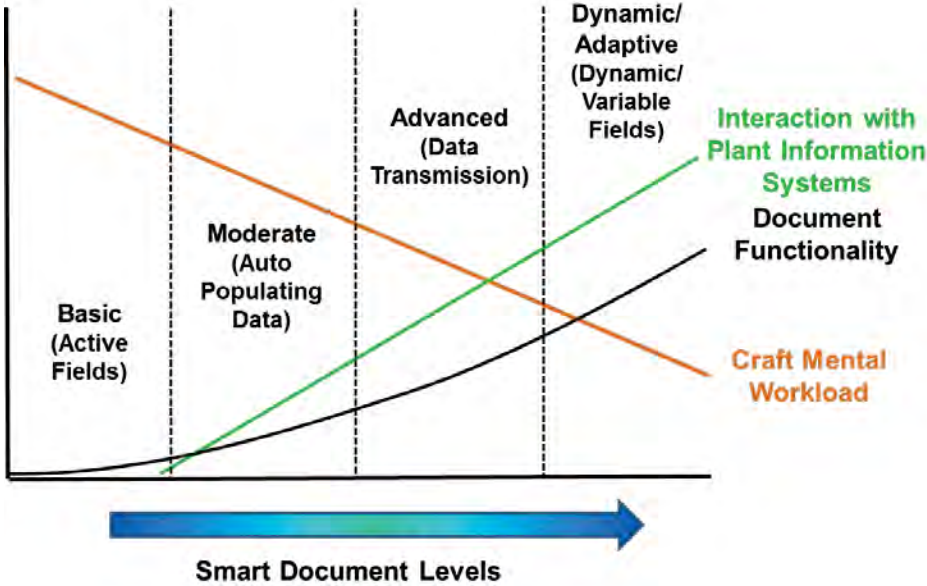 Basic
(Active
Fields)
Moderate
(Auto
Populating
Data)
Advanced
(Data
Transmission)
Dynamic/
Adaptive
(Dynamic/
Variable
Fields)
Interaction with
Plant Information
Systems
Document
Functionality
Craft Mental
Workload
Smart Document Levels